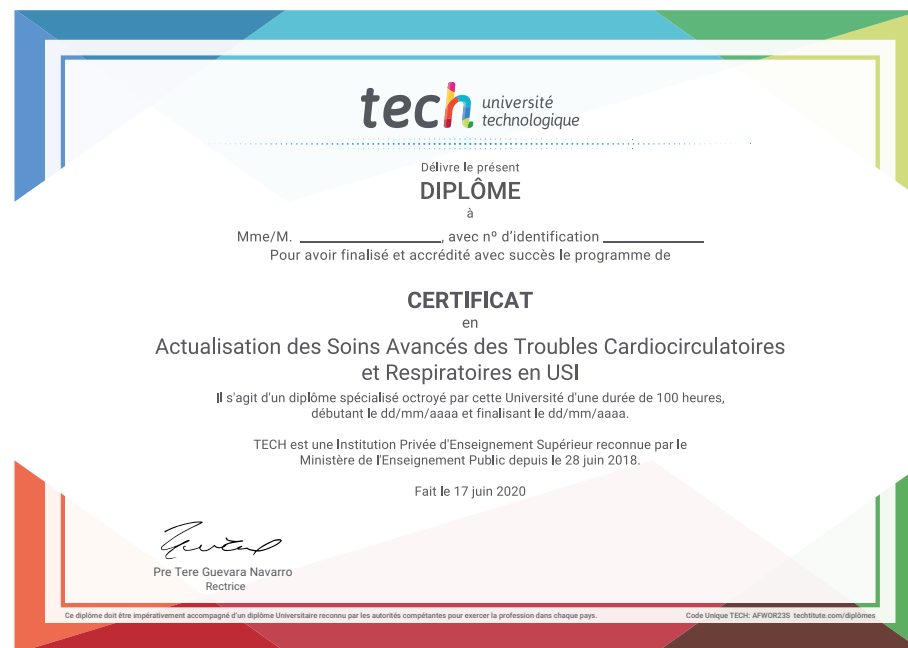 tech université
technologique
Délivre le présent
DIPLÔME
à
Mme/M. ____________________, avec nº d'identification ______________
Pour avoir finalisé et accrédité avec succès le programme de
CERTIFICAT
en
Actualisation des Soins Avancés des Troubles Cardiocirculatoires
et Respiratoires en USI
Il s'agit d'un diplôme spécialisé octroyé par cette Université d'une durée de 100 heures,
débutant le dd/mm/aaaa et finalisant le dd/mm/aaaa.
TECH est une Institution Privée d'Enseignement Supérieur reconnue par le
Ministère de l'Enseignement Public depuis le 28 juin 2018.
Fait le 17 juin 2020
Pre Tere Guevara Navarro
Rectrice
Ce diplôme doit être impérativement accompagné d'un diplôme Universitaire reconnu par les autorités compétantes pour exercer la profession dans chaque pays.
Code Unique TECH: AFWOR23S techtitute.com/diplômes